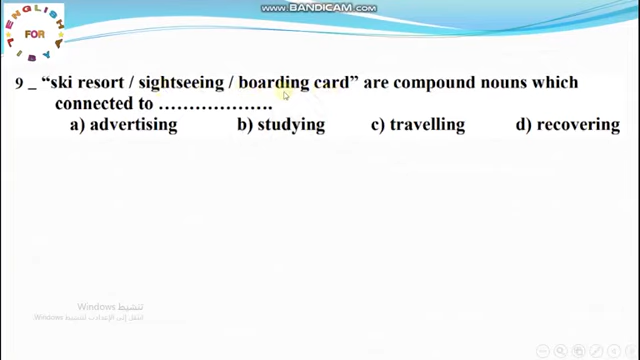 WWW.BANDICAM.COM
ENGLISH
FOR
LIBYA
9 _ “ski resort / sightseeing / boarding card” are compound nouns which
connected to ………………….
a) advertising b) studying c) travelling d) recovering
تنشيط Windows
انتقل إلى الإعدادات لتنشيط Windows